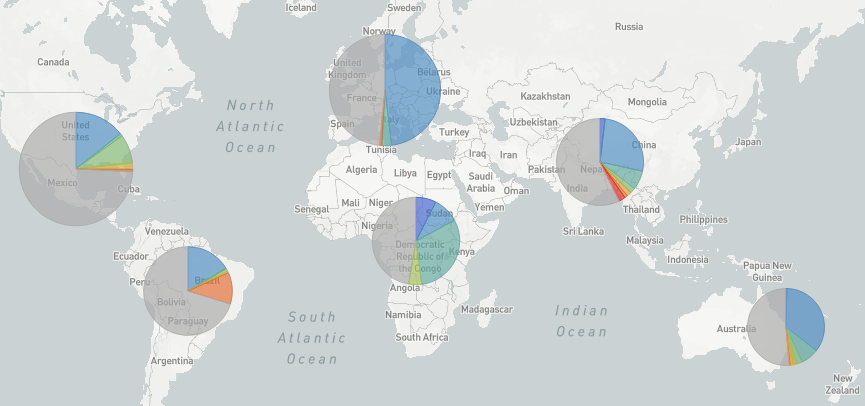 Iceland
Sweden
Norway
Russia
Canada
United
Kingdom
Belarus
Ukraine
France
Italy
Spain
Kazakhstan
Mongolia
Uzbekistan
North
Atlantic
Ocean
United
States
Mexico
Cuba
Turkey
Tunisia
China
Japan
Iraq
Iran
Pakistan
Nepal
India
Algeria
Libya
Egypt
Saudi
Arabia
Oman
Yemen
Senegal
Mali
Niger
Sudan
Nigeria
Thailand
Philippines
Sri Lanka
Malaysia
Indonesia
Papua New
Guinea
Venezuela
Ecuador
Peru
Brazil
Bolivia
Paraguay
Argentina
Democratic
Republic of
the Congo
Kenya
Angola
Namibia
Madagascar
South Africa
South
Atlantic
Ocean
Indian
Ocean
Australia
New
Zealand